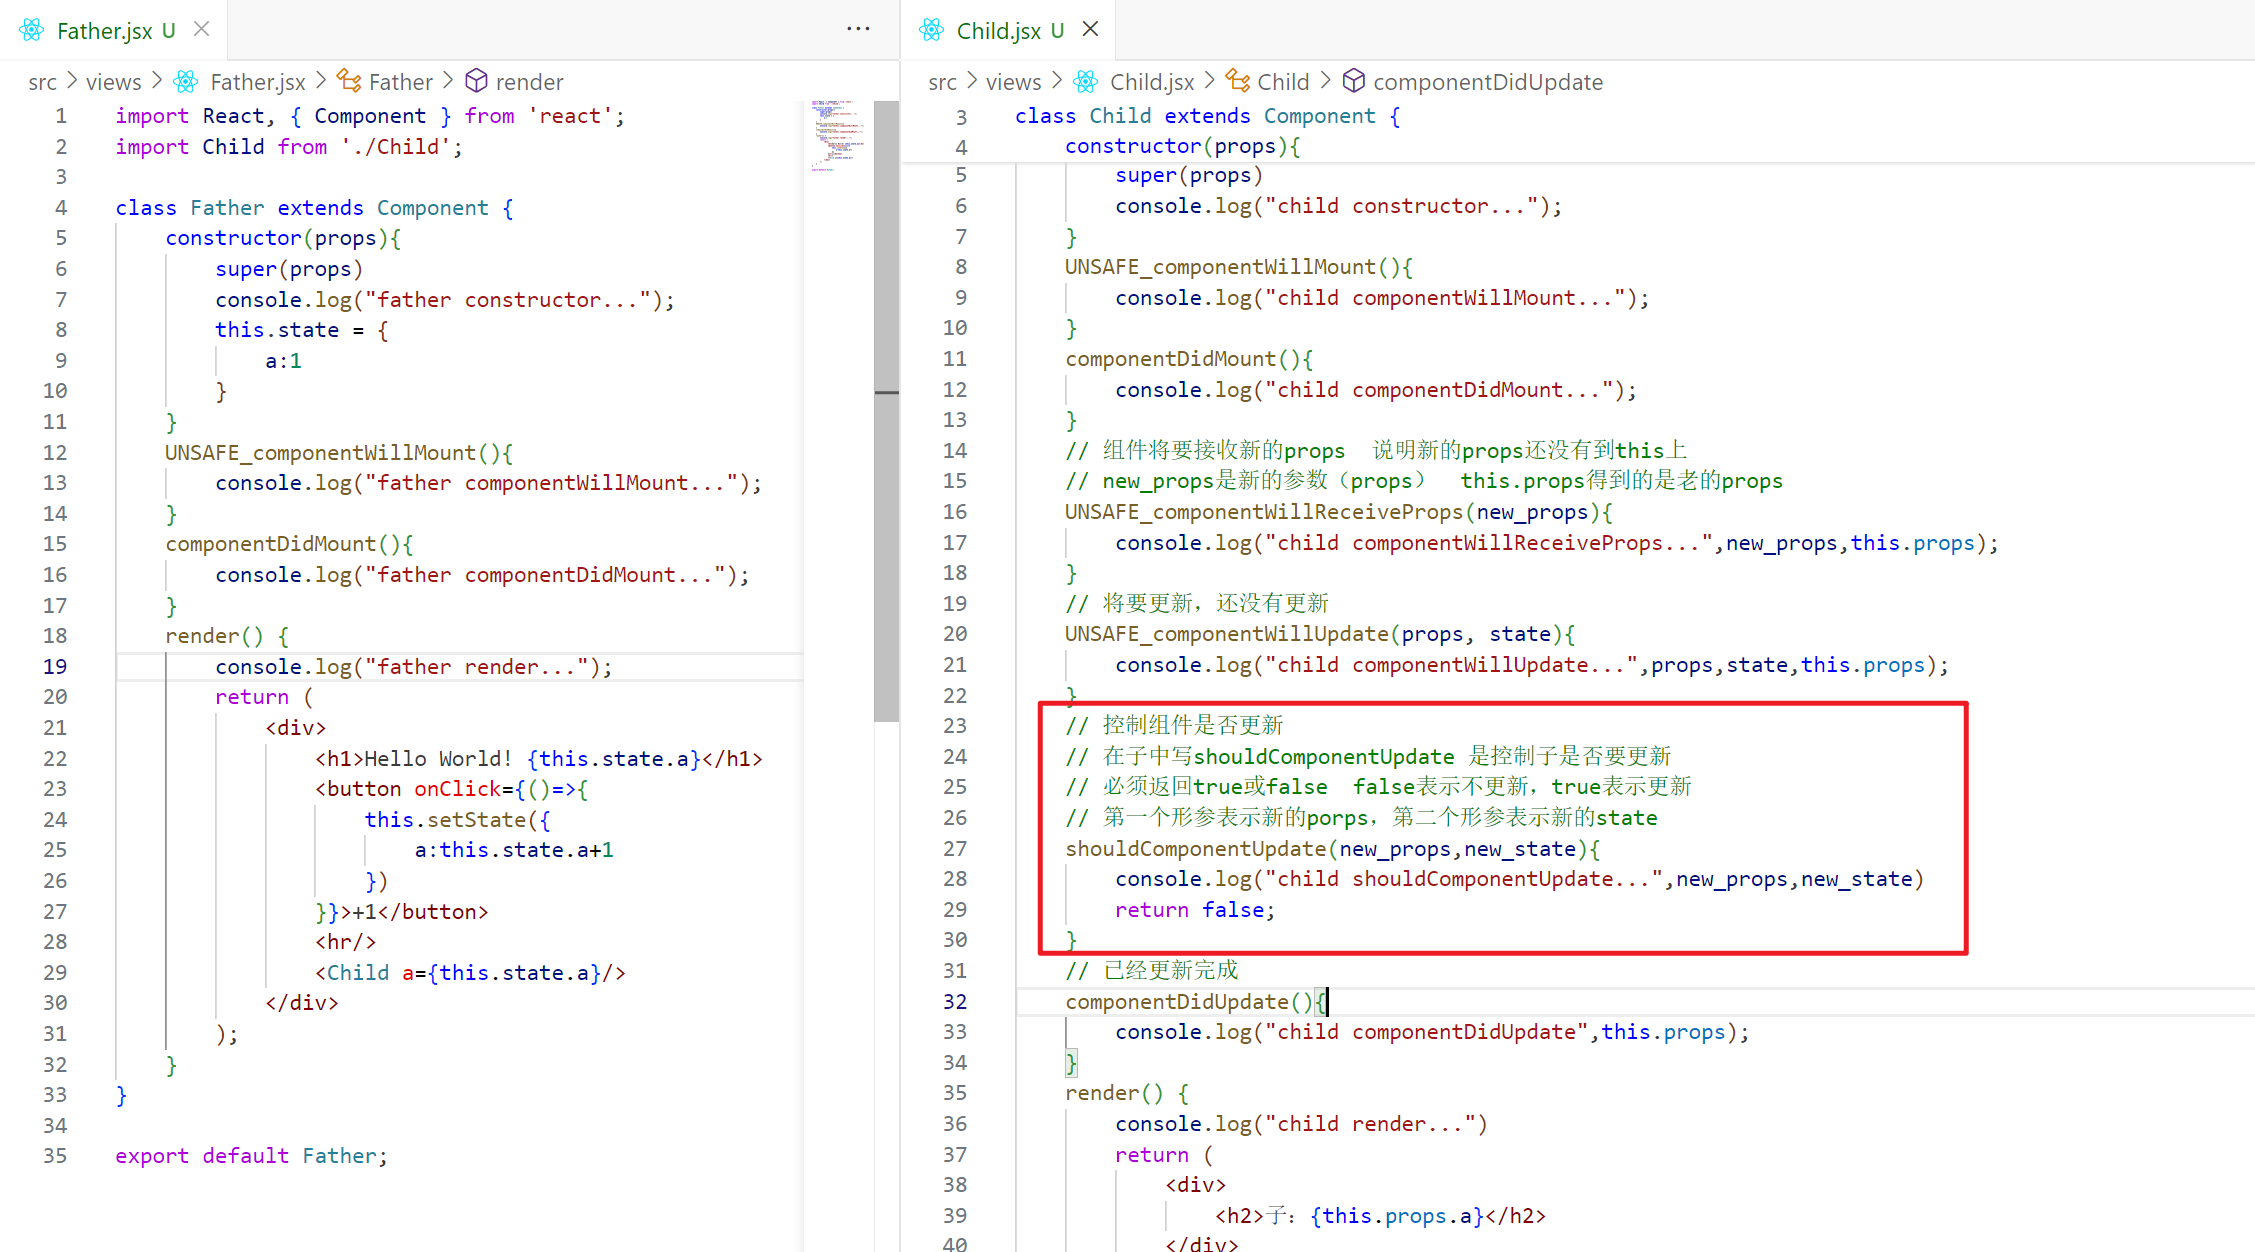 Father.jsx U
src > views > Father.jsx > Father > render
1 import React, { Component } from 'react';
2 import Child from './Child';
3
4 class Father extends Component {
5 constructor(props){
6 super(props)
7 console.log("father constructor...");
8 this.state = {
9 a:1
10 }
11 }
12 UNSAFE_componentWillMount(){
13 console.log("father componentWillMount...");
14 }
15 componentDidMount(){
16 console.log("father componentDidMount...");
17 }
18 render() {
19 console.log("father render...");
20 return (
21 <div>
22 <h1>Hello World! {this.state.a}</h1>
23 <button onClick={()=>{
24 this.setState({
25 a:this.state.a+1
26 })
27 }}>+1</button>
28 <hr/>
29 <Child a={this.state.a}/>
30 </div>
31 );
32 }
33 }
34
35 export default Father;
Child.jsx U
src > views > Child.jsx > Child > componentDidUpdate
3 class Child extends Component {
4 constructor(props){
5 super(props)
6 console.log("child constructor...");
7 }
8 UNSAFE_componentWillMount(){
9 console.log("child componentWillMount...");
10 }
11 componentDidMount(){
12 console.log("child componentDidMount...");
13 }
14 // 组件将要接收新的props  说明新的props还没有到this上
15 // new_props是新的参数（props）  this.props得到的是老的props
16 UNSAFE_componentWillReceiveProps(new_props){
17 console.log("child componentWillReceiveProps...",new_props,this.props);
18 }
19 // 将要更新，还没有更新
20 UNSAFE_componentWillUpdate(props, state){
21 console.log("child componentWillUpdate...",props,state,this.props);
22 }
23 // 控制组件是否更新
24 // 在子中写shouldComponentUpdate 是控制子是否要更新
25 // 必须返回true或false  false表示不更新，true表示更新
26 // 第一个形参表示新的porps，第二个形参表示新的state
27 shouldComponentUpdate(new_props,new_state){
28 console.log("child shouldComponentUpdate...",new_props,new_state)
29 return false;
30 }
31 // 已经更新完成
32 componentDidUpdate(){
33 console.log("child componentDidUpdate",this.props);
34 }
35 render() {
36 console.log("child render...")
37 return (
38 <div>
39 <h2>子：{this.props.a}</h2>
40 </div>